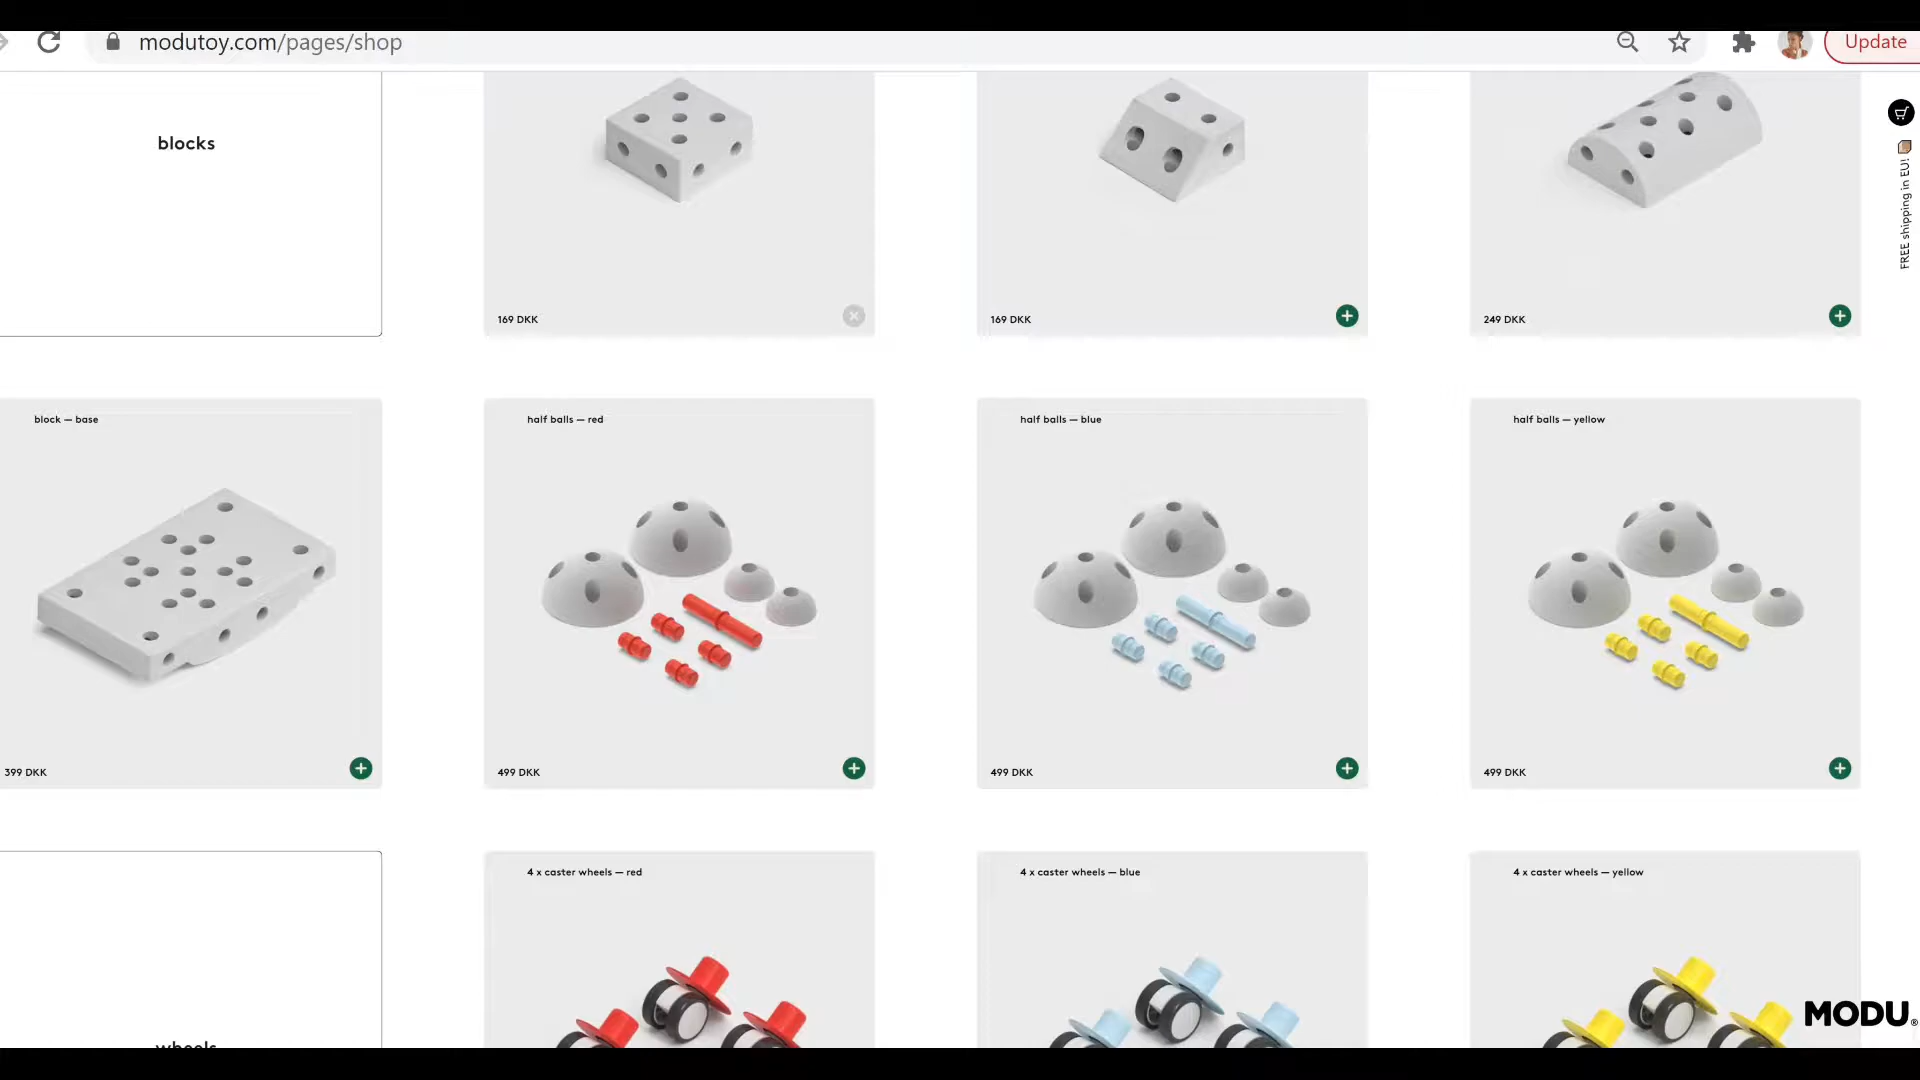 modutoy.com/pages/shop
Update
blocks
FREE shipping in EU!
169 DKK
169 DKK
249 DKK
block — base
half balls — red
half balls — blue
half balls — yellow
399 DKK
499 DKK
499 DKK
499 DKK
4 x caster wheels — red
4 x caster wheels — blue
4 x caster wheels — yellow
MODU®
wheels